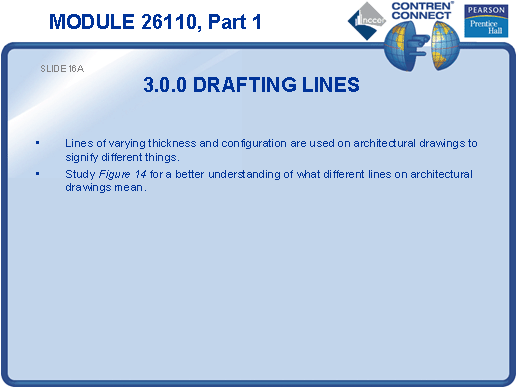 MODULE 26110, Part 1
nccer
CONTREN
CONNECT
PEARSON
Prentice
Hall
SLIDE 16A
3.0.0 DRAFTING LINES
• Lines of varying thickness and configuration are used on architectural drawings to
signify different things.
• Study Figure 14 for a better understanding of what different lines on architectural
drawings mean.